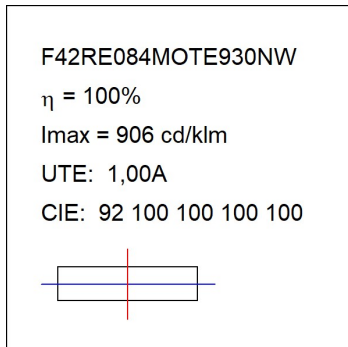 F42RE084MOTE930NW
η = 100%
Imax = 906 cd/klm
UTE: 1,00A
CIE: 92 100 100 100 100